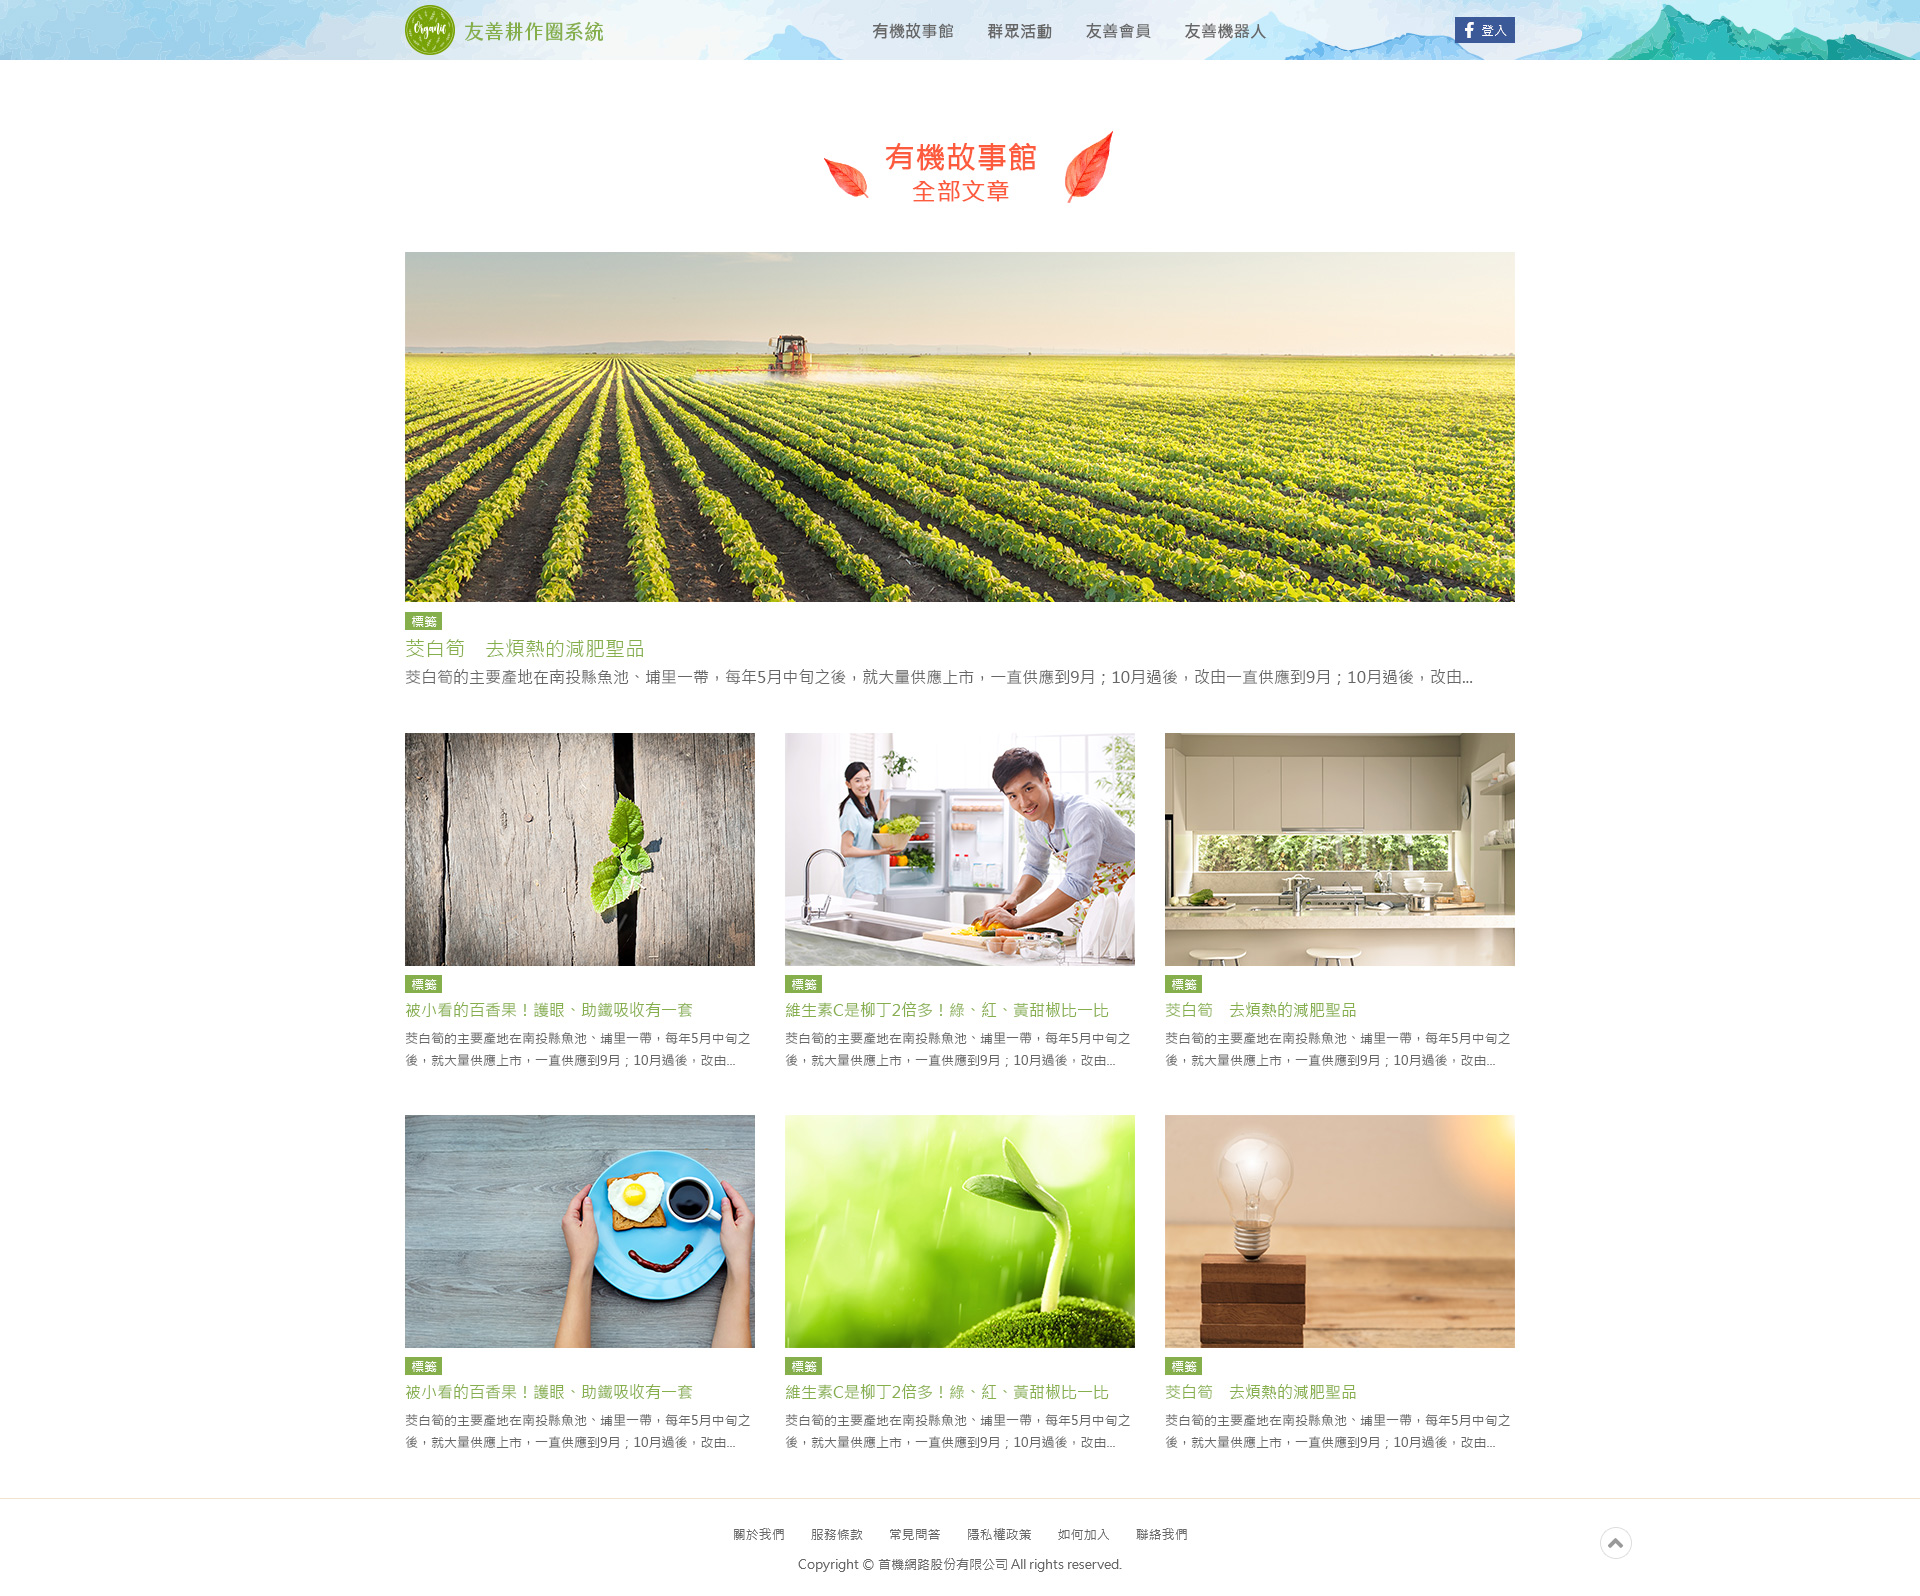 Organic 友善耕作圈系統
有機故事館 群眾活動 友善會員 友善機器人
f 登入
有機故事館
全部文章
標籤
茭白筍　去煩熱的減肥聖品
茭白筍的主要產地在南投縣魚池、埔里一帶，每年5月中旬之後，就大量供應上市，一直供應到9月；10月過後，改由一直供應到9月；10月過後，改由...
標籤
被小看的百香果！護眼、助鐵吸收有一套
茭白筍的主要產地在南投縣魚池、埔里一帶，每年5月中旬之
後，就大量供應上市，一直供應到9月；10月過後，改由...
標籤
維生素C是柳丁2倍多！綠、紅、黃甜椒比一比
茭白筍的主要產地在南投縣魚池、埔里一帶，每年5月中旬之
後，就大量供應上市，一直供應到9月；10月過後，改由...
標籤
茭白筍　去煩熱的減肥聖品
茭白筍的主要產地在南投縣魚池、埔里一帶，每年5月中旬之
後，就大量供應上市，一直供應到9月；10月過後，改由...
標籤
被小看的百香果！護眼、助鐵吸收有一套
茭白筍的主要產地在南投縣魚池、埔里一帶，每年5月中旬之
後，就大量供應上市，一直供應到9月；10月過後，改由...
標籤
維生素C是柳丁2倍多！綠、紅、黃甜椒比一比
茭白筍的主要產地在南投縣魚池、埔里一帶，每年5月中旬之
後，就大量供應上市，一直供應到9月；10月過後，改由...
標籤
茭白筍　去煩熱的減肥聖品
茭白筍的主要產地在南投縣魚池、埔里一帶，每年5月中旬之
後，就大量供應上市，一直供應到9月；10月過後，改由...
關於我們 服務條款 常見問答 隱私權政策 如何加入 聯絡我們
Copyright © 首機網路股份有限公司 All rights reserved.